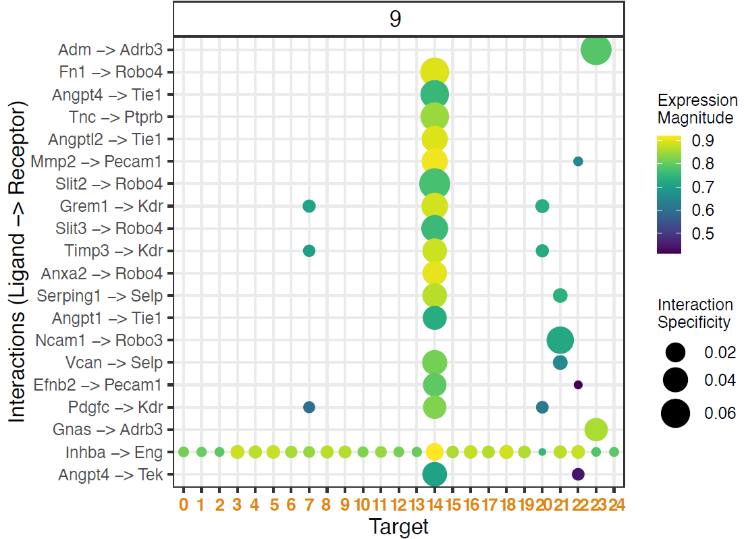 9
Interactions (Ligand −> Receptor)
Adm −> Adrb3
Fn1 −> Robo4
Angpt4 −> Tie1
Tnc −> Ptprb
Angptl2 −> Tie1
Mmp2 −> Pecam1
Slit2 −> Robo4
Grem1 −> Kdr
Slit3 −> Robo4
Timp3 −> Kdr
Anxa2 −> Robo4
Serping1 −> Selp
Angpt1 −> Tie1
Ncam1 −> Robo3
Vcan −> Selp
Efnb2 −> Pecam1
Pdgfc −> Kdr
Gnas −> Adrb3
Inhba −> Eng
Angpt4 −> Tek
0 1 2 3 4 5 6 7 8 9 10 11 12 13 14 15 16 17 18 19 20 21 22 23 24
Target
Expression
Magnitude
0.9
0.8
0.7
0.6
0.5
Interaction
Specificity
0.02
0.04
0.06